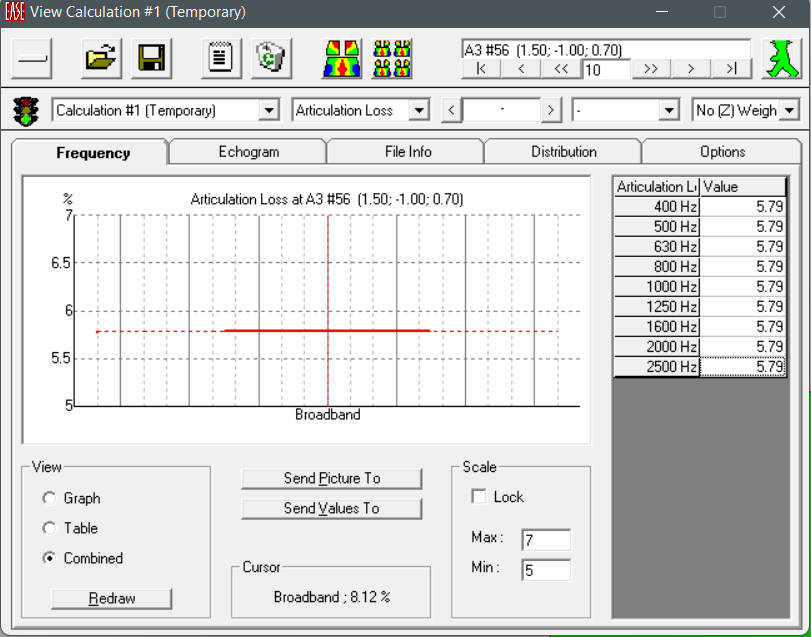 EASE View Calculation #1 (Temporary)
A3 #56 (1.50; -1.00; 0.70)
|< < << 10 >> > >|
Calculation #1 (Temporary) Articulation Loss < - > - No (Z) Weigh
Frequency Echogram File Info Distribution Options
% Articulation Loss at A3 #56 (1.50; -1.00; 0.70)
7
6.5
6
5.5
5
Broadband
Articulation L Value
400 Hz 5.79
500 Hz 5.79
630 Hz 5.79
800 Hz 5.79
1000 Hz 5.79
1250 Hz 5.79
1600 Hz 5.79
2000 Hz 5.79
2500 Hz 5.79
View
Graph
Table
Combined
Redraw
Send Picture To
Send Values To
Cursor
Broadband ; 8.12 %
Scale
Lock
Max : 7
Min : 5